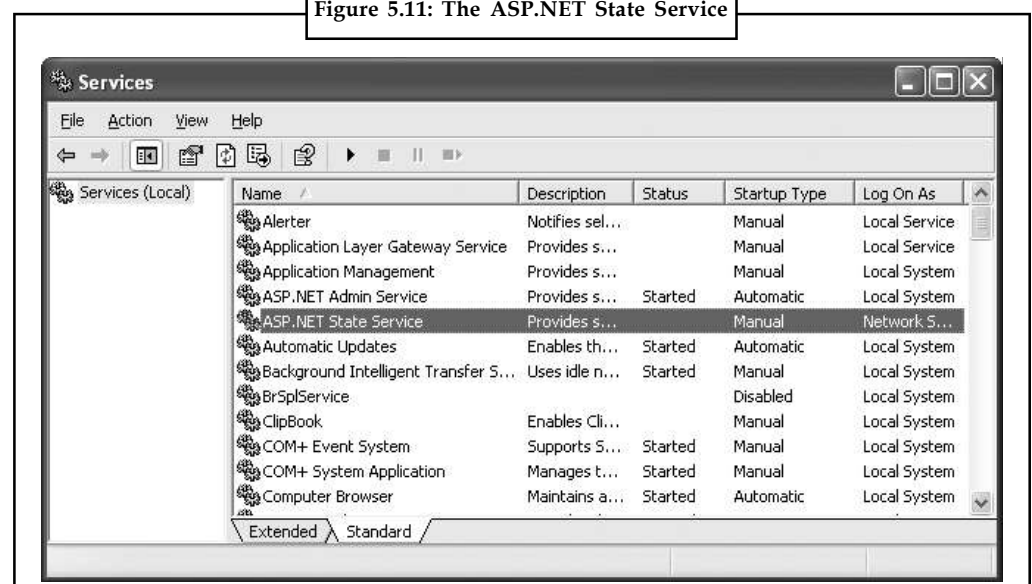 Figure 5.11: The ASP.NET State Service
Services
File Action View Help
Services (Local)
Name Description Status Startup Type Log On As
Alerter Notifies sel... Manual Local Service
Application Layer Gateway Service Provides s... Manual Local Service
Application Management Provides s... Manual Local System
ASP.NET Admin Service Provides s... Started Automatic Local System
ASP.NET State Service Provides s... Manual Network S...
Automatic Updates Enables th... Started Automatic Local System
Background Intelligent Transfer S... Uses idle n... Started Manual Local System
BrSplService Disabled Local System
ClipBook Enables Cli... Manual Local System
COM+ Event System Supports S... Started Manual Local System
COM+ System Application Manages t... Started Manual Local System
Computer Browser Maintains a... Started Automatic Local System
Extended Standard